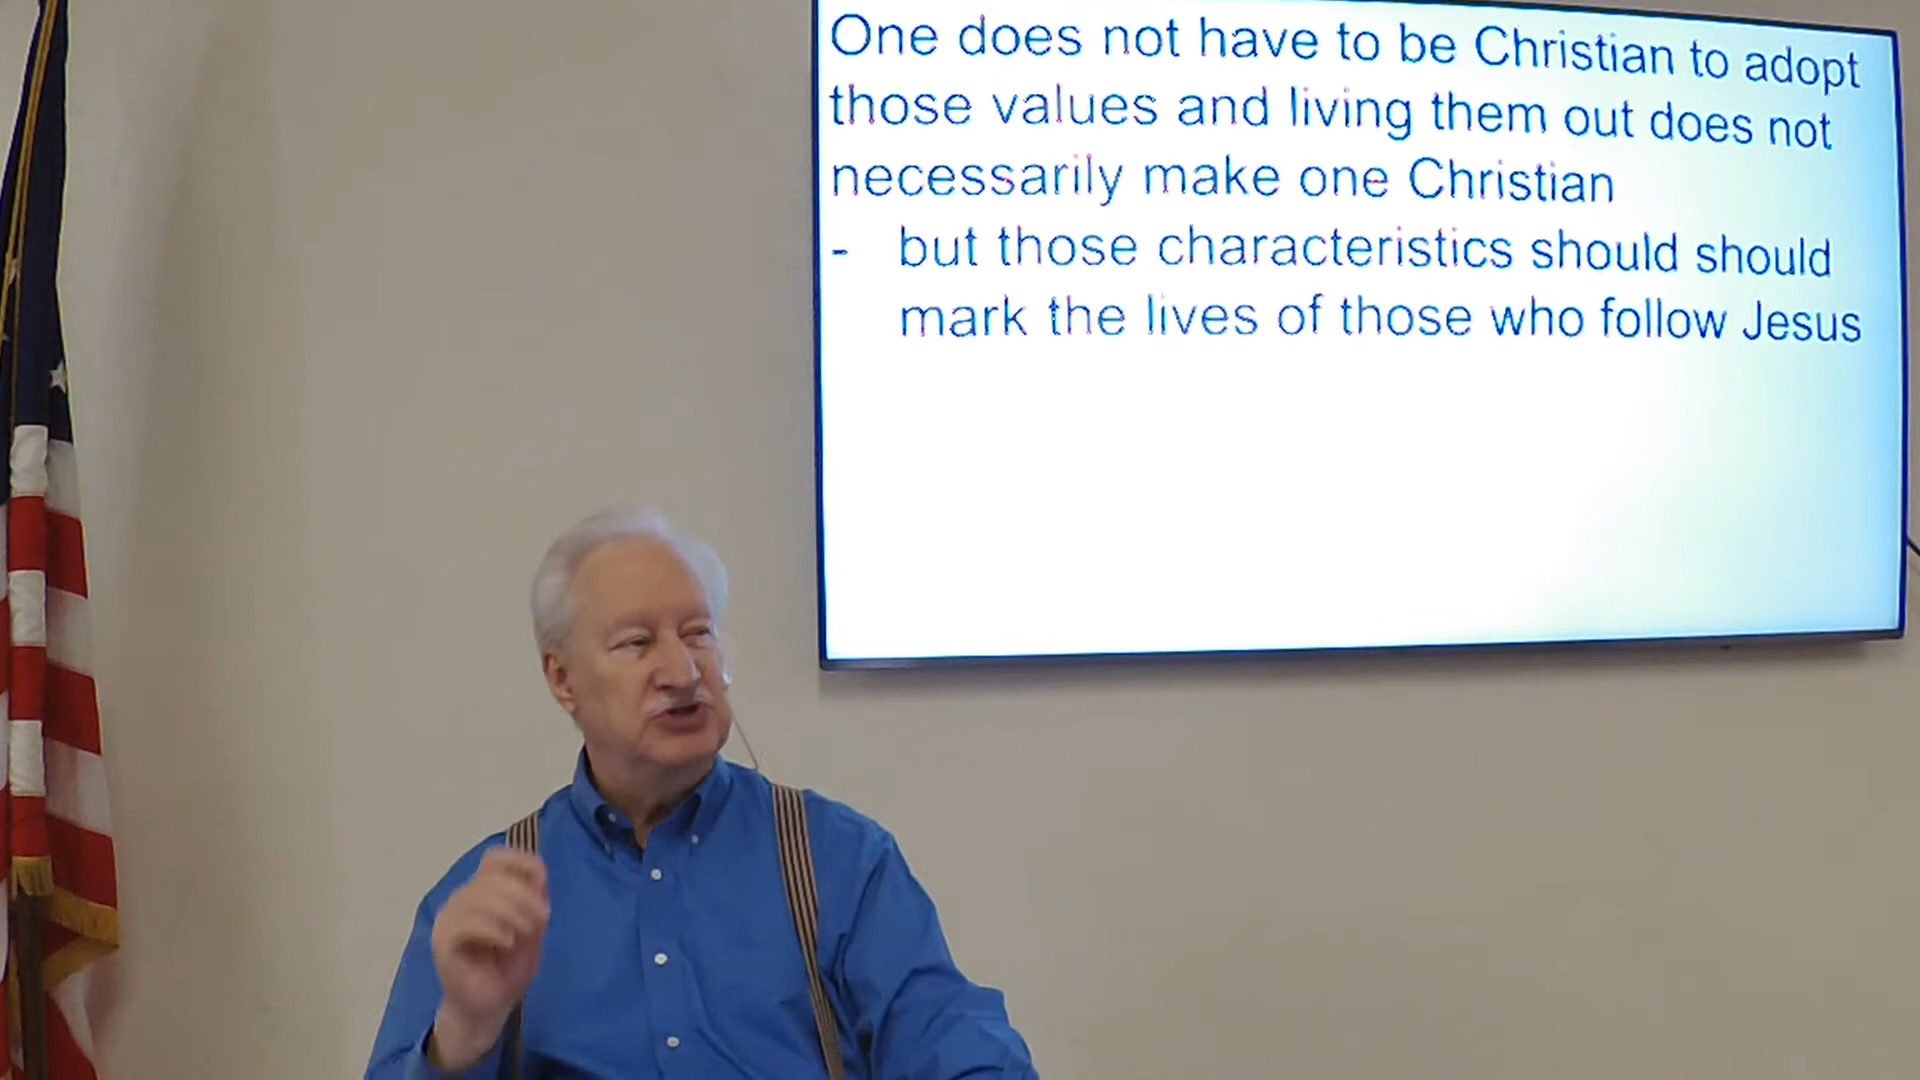 One does not have to be Christian to adopt
those values and living them out does not
necessarily make one Christian
- but those characteristics should should
mark the lives of those who follow Jesus